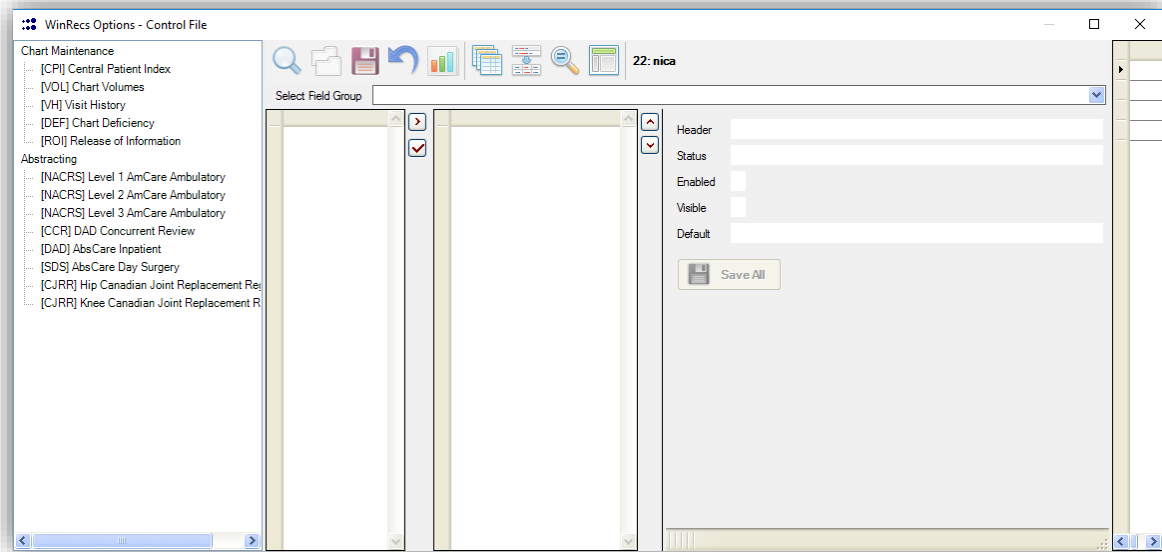 WinRecs Options - Control File
Chart Maintenance
[CPI] Central Patient Index
[VOL] Chart Volumes
[VH] Visit History
[DEF] Chart Deficiency
[ROI] Release of Information
Abstracting
[NACRS] Level 1 AmCare Ambulatory
[NACRS] Level 2 AmCare Ambulatory
[NACRS] Level 3 AmCare Ambulatory
[CCR] DAD Concurrent Review
[DAD] AbsCare Inpatient
[SDS] AbsCare Day Surgery
[CJRR] Hip Canadian Joint Replacement Reg
[CJRR] Knee Canadian Joint Replacement R
22: nica
Select Field Group
Header
Status
Enabled
Visible
Default
Save All